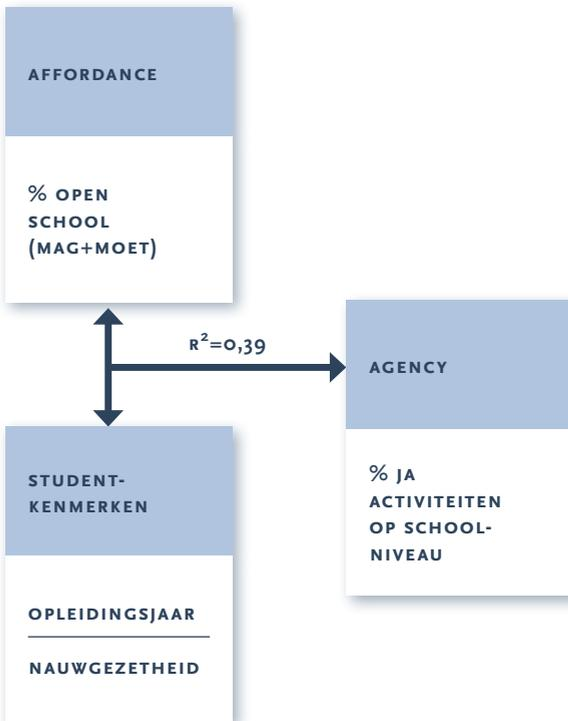 AFFORDANCE
% OPEN
SCHOOL
(MAG+MOET)
R²=0,39
AGENCY
% JA
ACTIVITEITEN
OP SCHOOL-
NIVEAU
STUDENT-
KENMERKEN
OPLEIDINGSJAAR
NAUWGEZETHEID